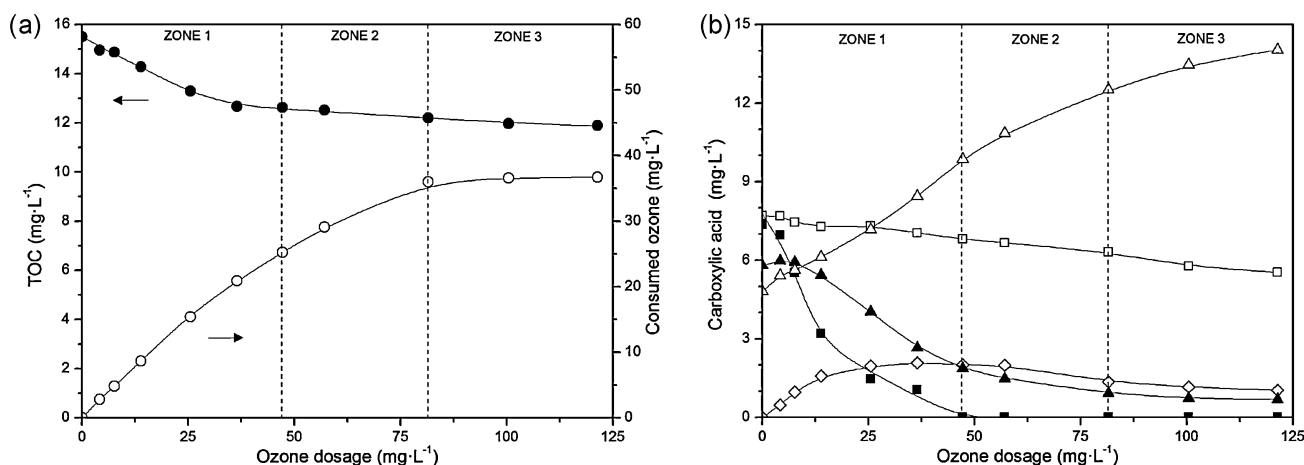 (a)
ZONE 1 ZONE 2 ZONE 3
16
14
12
10
8
6
4
2
0
TOC (mg·L⁻¹)
60
50
40
30
20
10
0
Consumed ozone (mg·L⁻¹)
0 25 50 75 100 125
Ozone dosage (mg·L⁻¹)
(b)
ZONE 1 ZONE 2 ZONE 3
15
12
9
6
3
0
Carboxylic acid (mg·L⁻¹)
0 25 50 75 100 125
Ozone dosage (mg·L⁻¹)